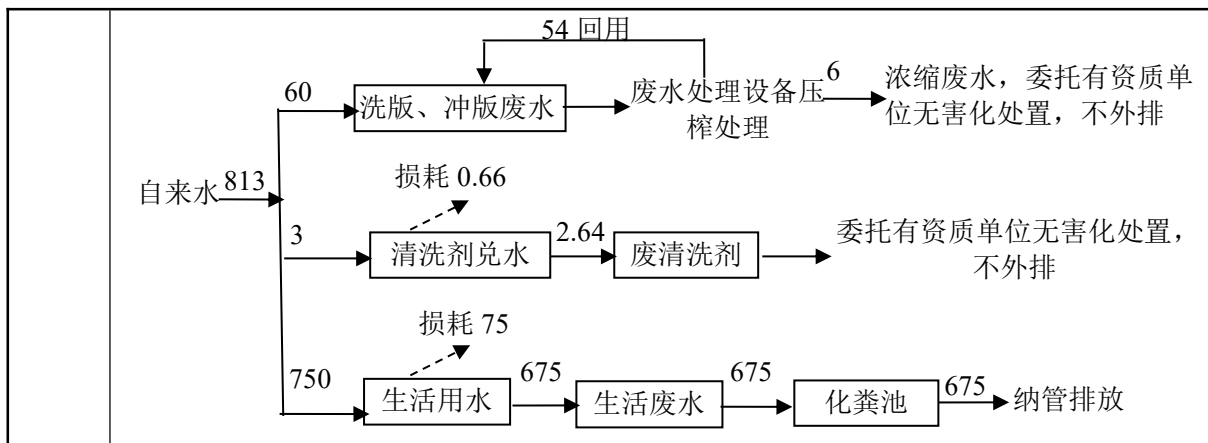 54 回用
60
洗版、冲版废水
废水处理设备压
榨处理
6
浓缩废水，委托有资质单
位无害化处置，不外排
自来水
813
损耗 0.66
3
清洗剂兑水
2.64
废清洗剂
委托有资质单位无害化处置，
不外排
损耗 75
750
生活用水
675
生活废水
675
化粪池
675
纳管排放